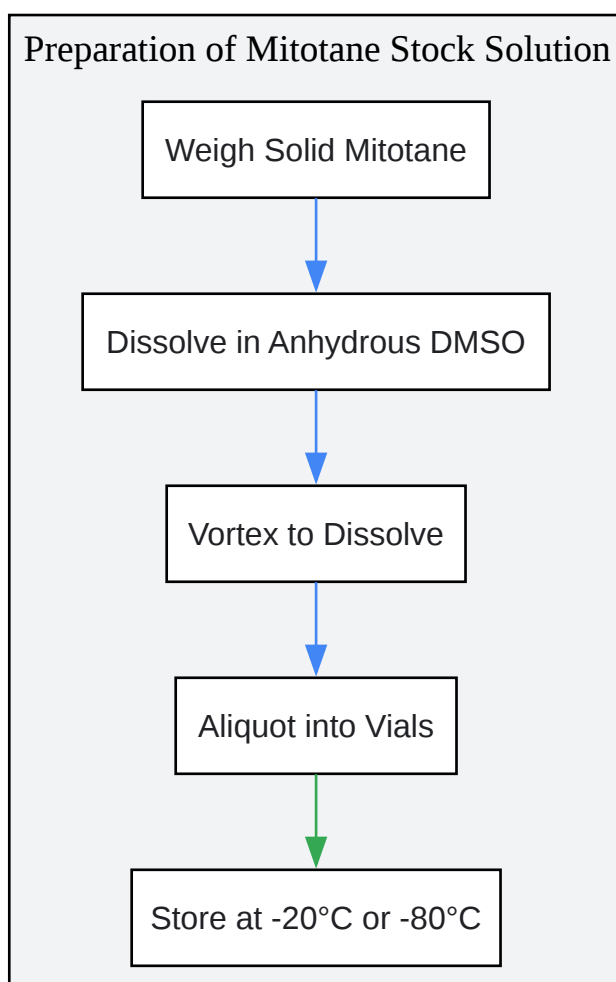 Preparation of Mitotane Stock Solution
Weigh Solid Mitotane
Dissolve in Anhydrous DMSO
Vortex to Dissolve
Aliquot into Vials
Store at -20°C or -80°C